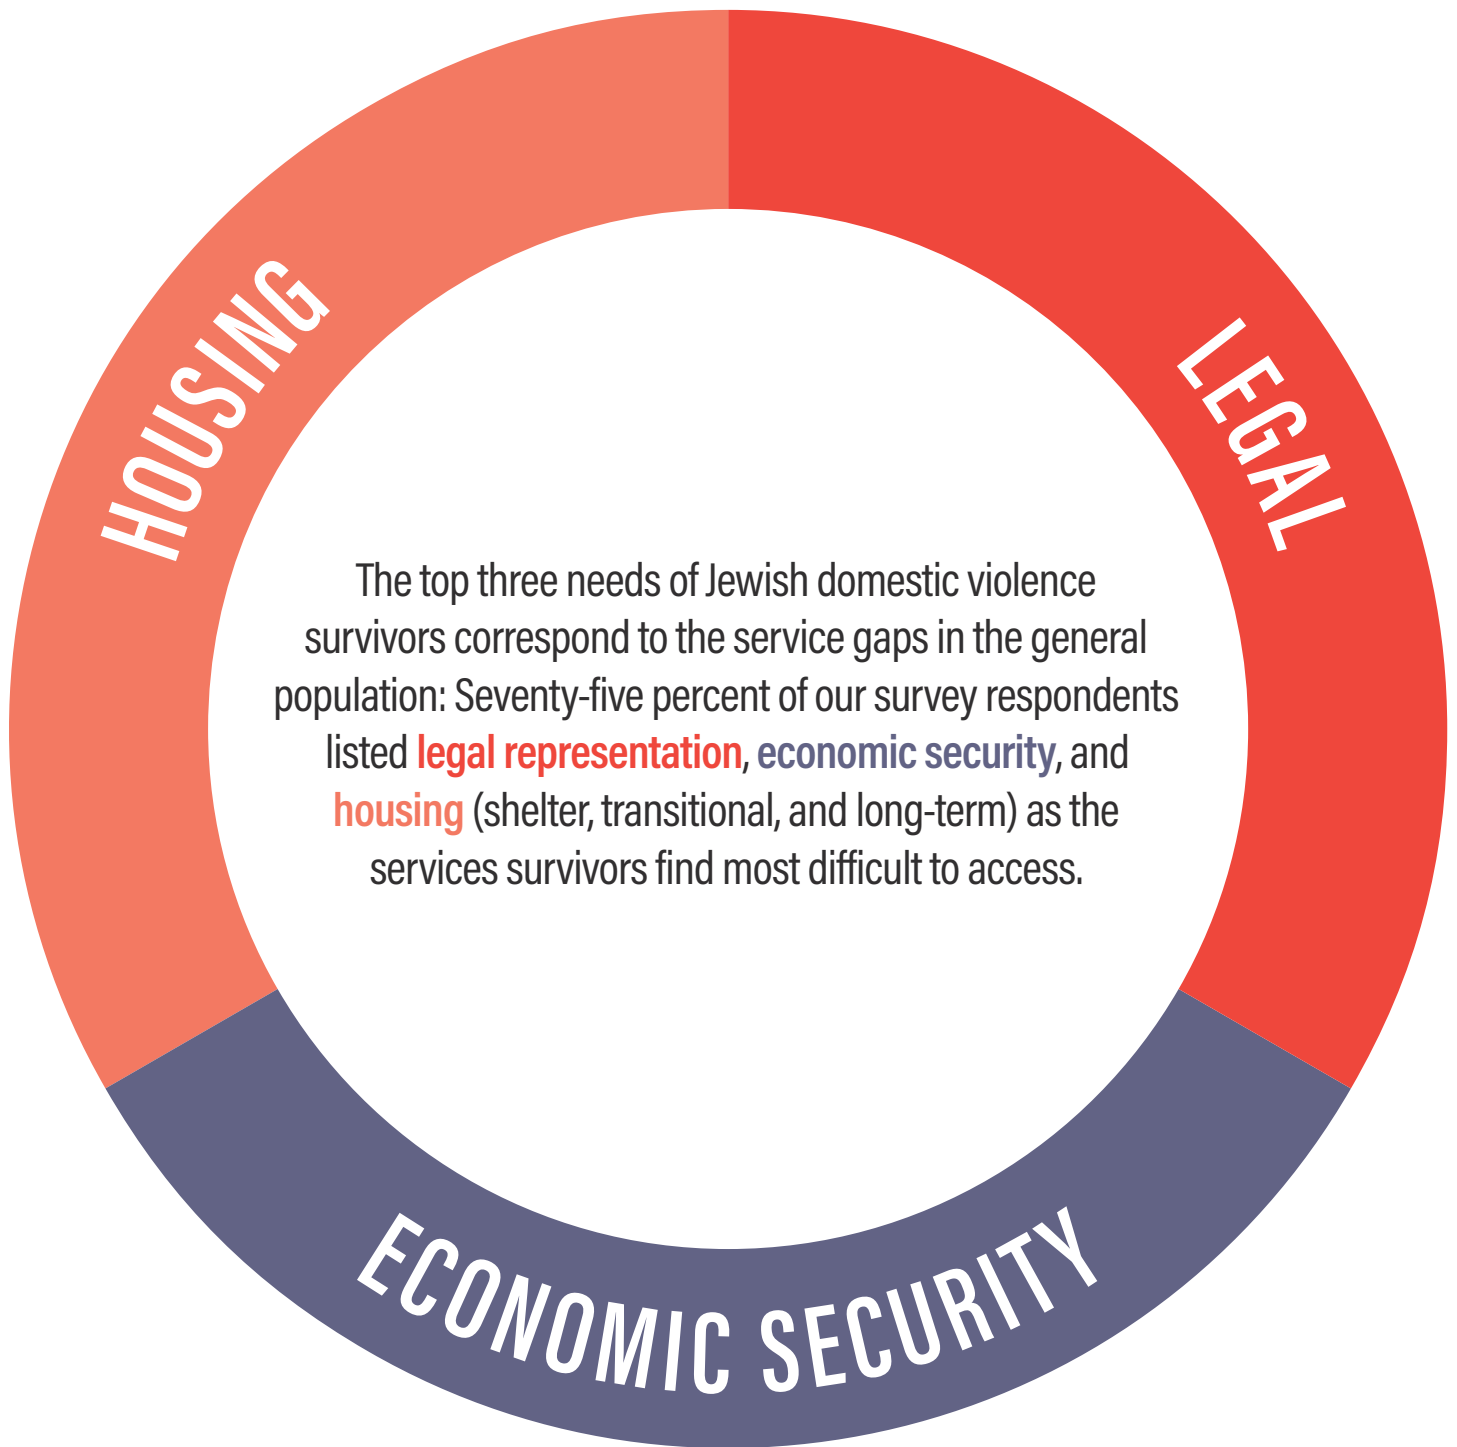 HOUSING
LEGAL
The top three needs of Jewish domestic violence
survivors correspond to the service gaps in the general
population: Seventy-five percent of our survey respondents
listed legal representation, economic security, and
housing (shelter, transitional, and long-term) as the
services survivors find most difficult to access.
ECONOMIC SECURITY